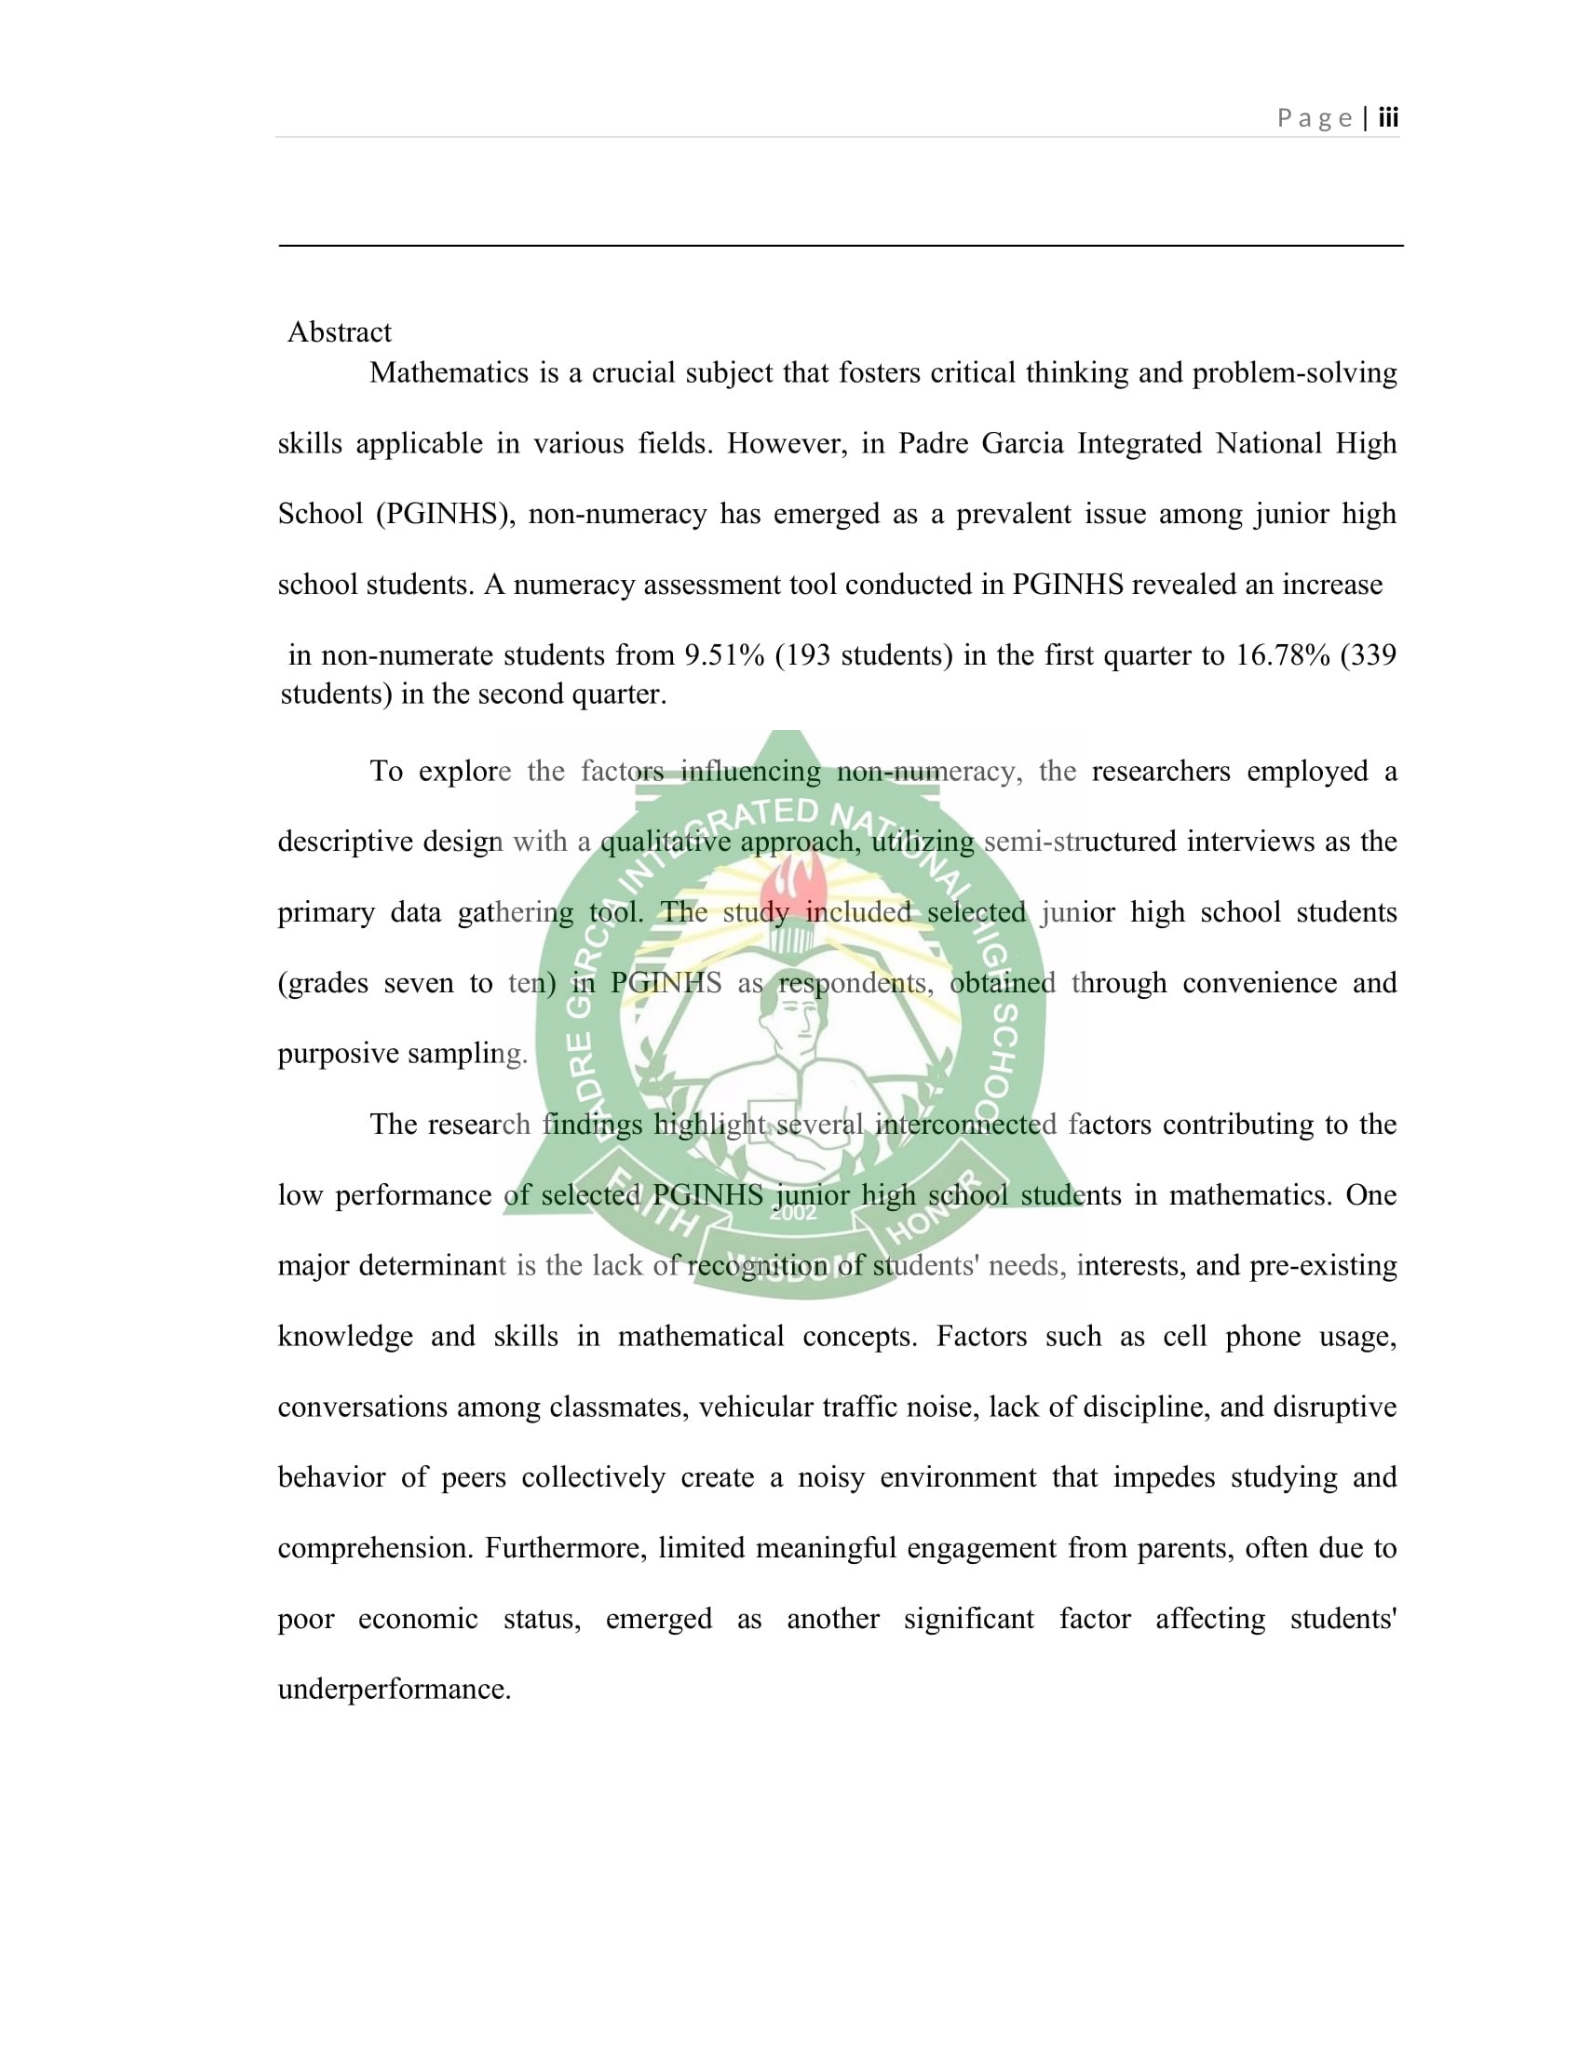 Page | iii
Abstract
Mathematics is a crucial subject that fosters critical thinking and problem-solving
skills applicable in various fields. However, in Padre Garcia Integrated National High
School (PGINHS), non-numeracy has emerged as a prevalent issue among junior high
school students. A numeracy assessment tool conducted in PGINHS revealed an increase
in non-numerate students from 9.51% (193 students) in the first quarter to 16.78% (339
students) in the second quarter.
To explore the factors influencing non-numeracy, the researchers employed a
descriptive design with a qualitative approach, utilizing semi-structured interviews as the
primary data gathering tool. The study included selected junior high school students
(grades seven to ten) in PGINHS as respondents, obtained through convenience and
purposive sampling.
The research findings highlight several interconnected factors contributing to the
low performance of selected PGINHS junior high school students in mathematics. One
major determinant is the lack of recognition of students' needs, interests, and pre-existing
knowledge and skills in mathematical concepts. Factors such as cell phone usage,
conversations among classmates, vehicular traffic noise, lack of discipline, and disruptive
behavior of peers collectively create a noisy environment that impedes studying and
comprehension. Furthermore, limited meaningful engagement from parents, often due to
poor economic status, emerged as another significant factor affecting students'
underperformance.
PADRE GARCIA INTEGRATED NATIONAL HIGH SCHOOL
2002
FAITH
WISDOM
HONOR